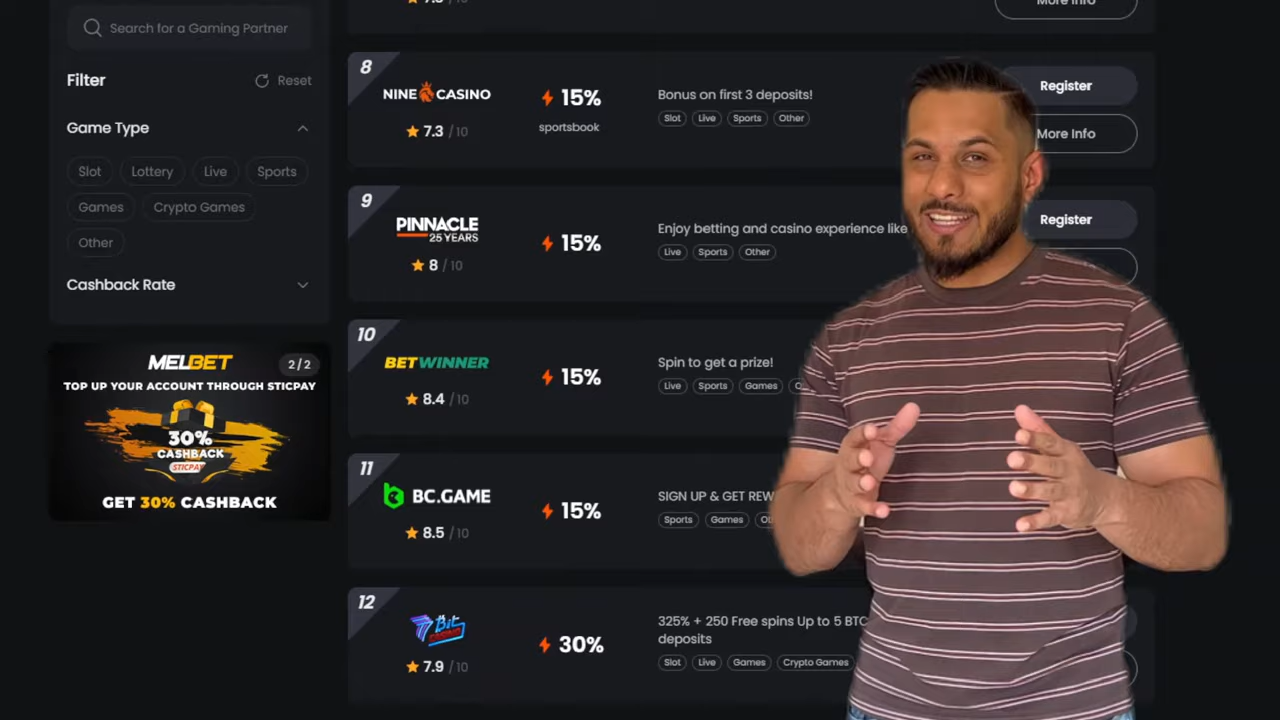 7.3 / 10
More Info
Search for a Gaming Partner
Filter
Reset
Game Type
Slot
Lottery
Live
Sports
Games
Crypto Games
Other
Cashback Rate
MELBET
2/2
TOP UP YOUR ACCOUNT THROUGH STICPAY
30%
CASHBACK
STICPAY
GET 30% CASHBACK
8
NINE CASINO
7.3 / 10
15%
sportsbook
Bonus on first 3 deposits!
Slot
Live
Sports
Other
Register
More Info
9
PINNACLE
25 YEARS
8 / 10
15%
Enjoy betting and casino experience like
Live
Sports
Other
Register
10
BETWINNER
8.4 / 10
15%
Spin to get a prize!
Live
Sports
Games
11
BC.GAME
8.5 / 10
15%
SIGN UP & GET REW
Sports
Games
12
7Bit
CASINO
7.9 / 10
30%
325% + 250 Free spins Up to 5 BTC
deposits
Slot
Live
Games
Crypto Games